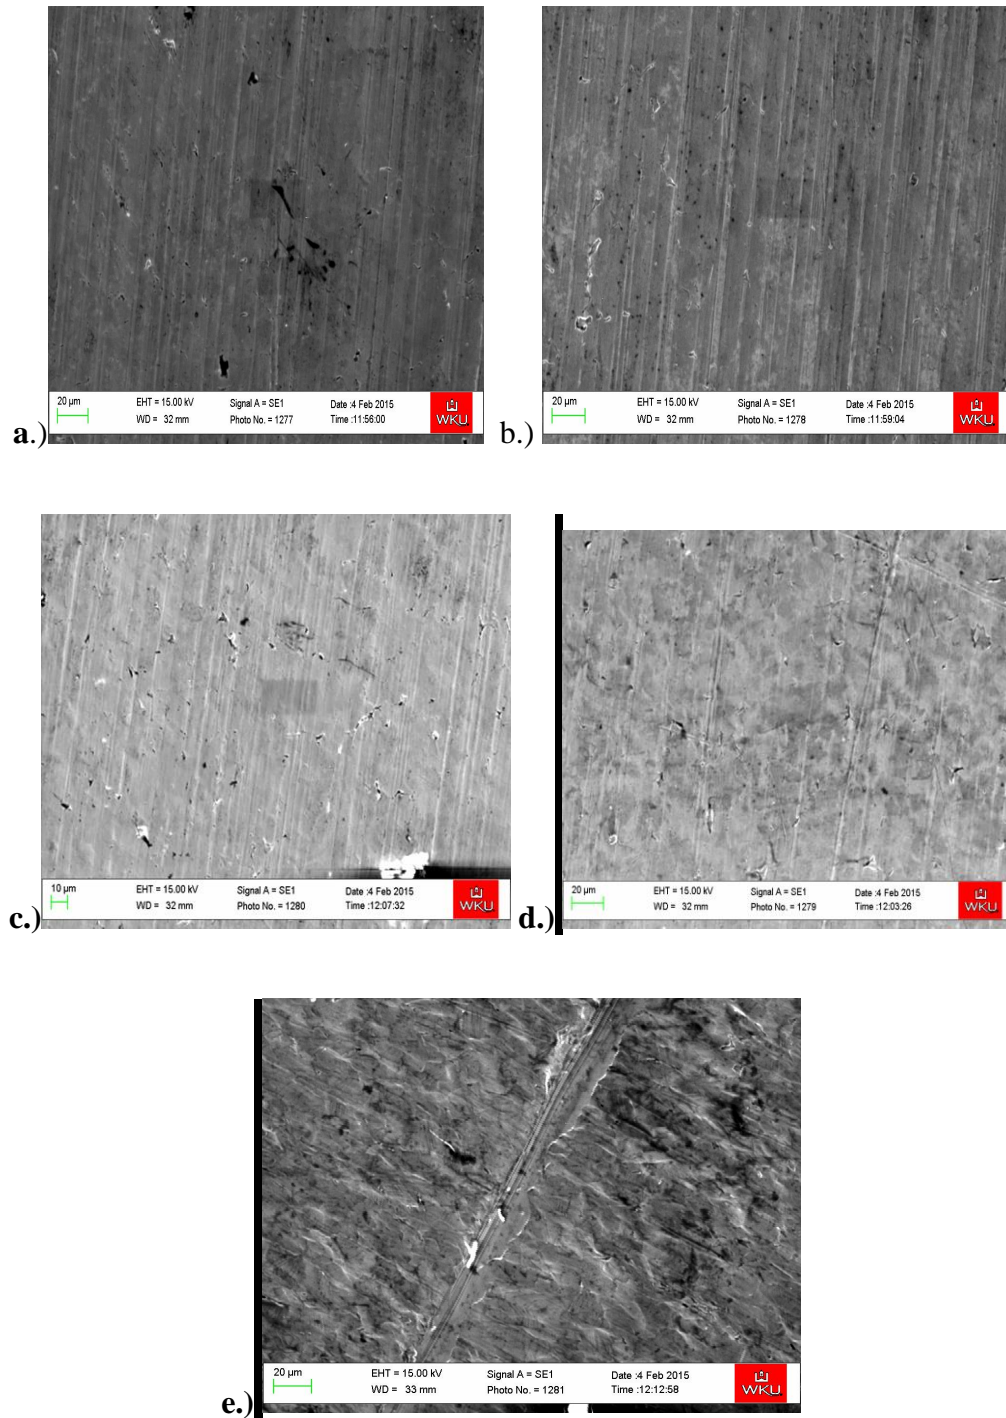 20 µm EHT = 15.00 kV Signal A = SE1 Date :4 Feb 2015
WD = 32 mm Photo No. = 1277 Time :11:56:00
WKU
a.)
20 µm EHT = 15.00 kV Signal A = SE1 Date :4 Feb 2015
WD = 32 mm Photo No. = 1278 Time :11:59:04
WKU
b.)
10 µm EHT = 15.00 kV Signal A = SE1 Date :4 Feb 2015
WD = 32 mm Photo No. = 1280 Time :12:07:32
WKU
c.)
20 µm EHT = 15.00 kV Signal A = SE1 Date :4 Feb 2015
WD = 32 mm Photo No. = 1279 Time :12:03:26
WKU
d.)
20 µm EHT = 15.00 kV Signal A = SE1 Date :4 Feb 2015
WD = 33 mm Photo No. = 1281 Time :12:12:58
WKU
e.)